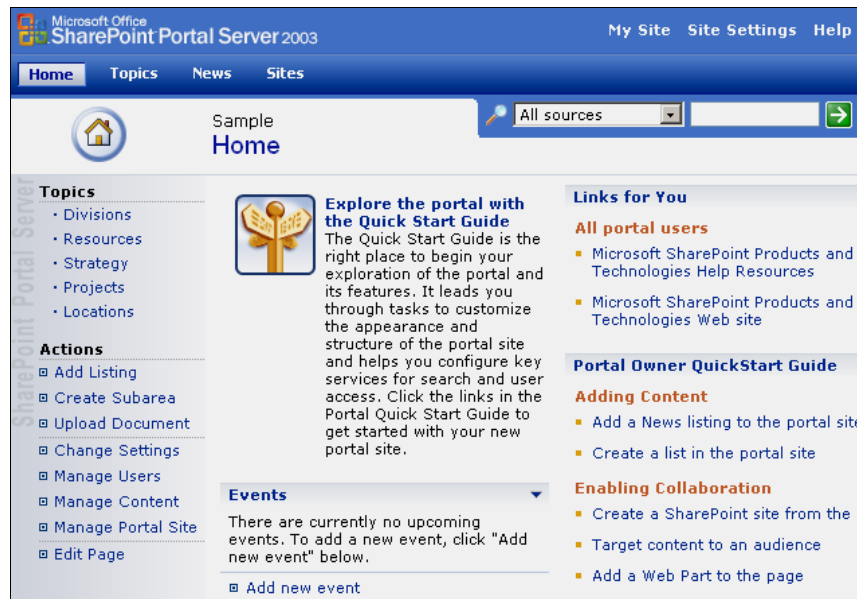 Microsoft Office
SharePoint Portal Server 2003
My Site Site Settings Help
Home Topics News Sites
Sample
Home
All sources
SharePoint Portal Server
Topics
· Divisions
· Resources
· Strategy
· Projects
· Locations
Actions
Add Listing
Create Subarea
Upload Document
Change Settings
Manage Users
Manage Content
Manage Portal Site
Edit Page
Explore the portal with
the Quick Start Guide
The Quick Start Guide is the
right place to begin your
exploration of the portal and
its features. It leads you
through tasks to customize
the appearance and
structure of the portal site
and helps you configure key
services for search and user
access. Click the links in the
Portal Quick Start Guide to
get started with your new
portal site.
Events
There are currently no upcoming
events. To add a new event, click "Add
new event" below.
Add new event
Links for You
All portal users
Microsoft SharePoint Products and
Technologies Help Resources
Microsoft SharePoint Products and
Technologies Web site
Portal Owner QuickStart Guide
Adding Content
Add a News listing to the portal site
Create a list in the portal site
Enabling Collaboration
Create a SharePoint site from the
Target content to an audience
Add a Web Part to the page